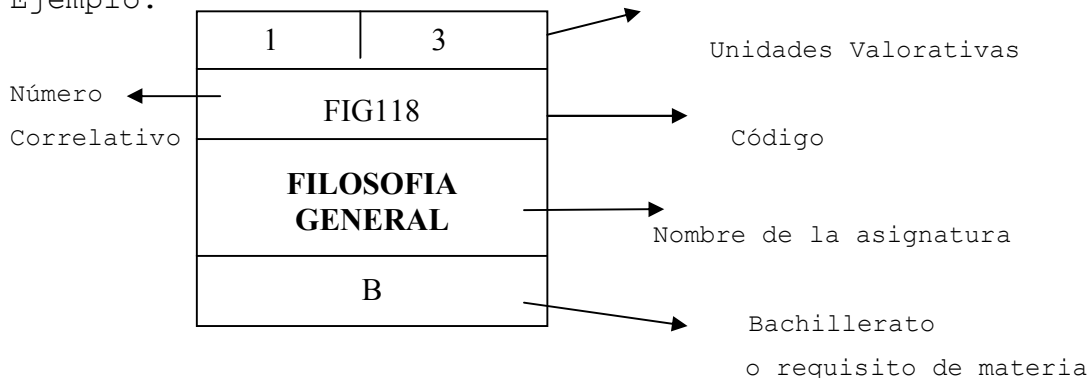 Ejemplo:
1 3
Unidades Valorativas
Número
Correlativo
FIG118
Código
FILOSOFIA
GENERAL
Nombre de la asignatura
B
Bachillerato
o requisito de materia